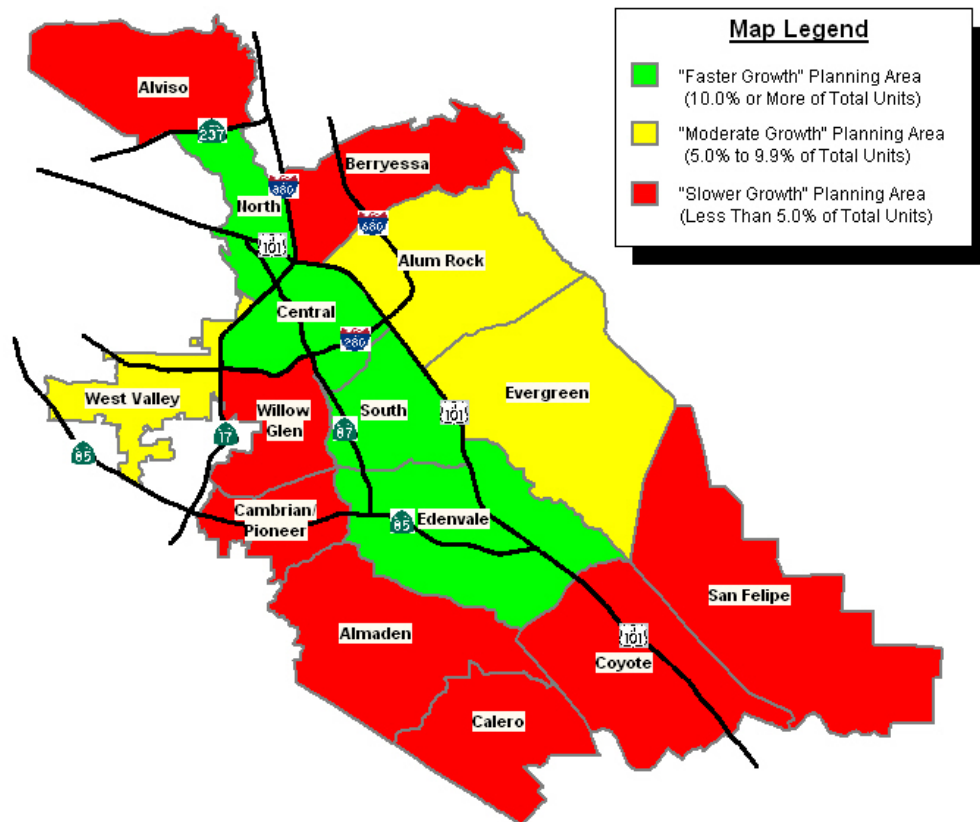 Map Legend
"Faster Growth" Planning Area
(10.0% or More of Total Units)
"Moderate Growth" Planning Area
(5.0% to 9.9% of Total Units)
"Slower Growth" Planning Area
(Less Than 5.0% of Total Units)
Alviso
237
Berryessa
880
North
680
101
Alum Rock
Central
280
West Valley
Evergreen
Willow
Glen
South
101
87
17
85
Cambrian/
Pioneer
85
Edenvale
San Felipe
Almaden
101
Coyote
Calero